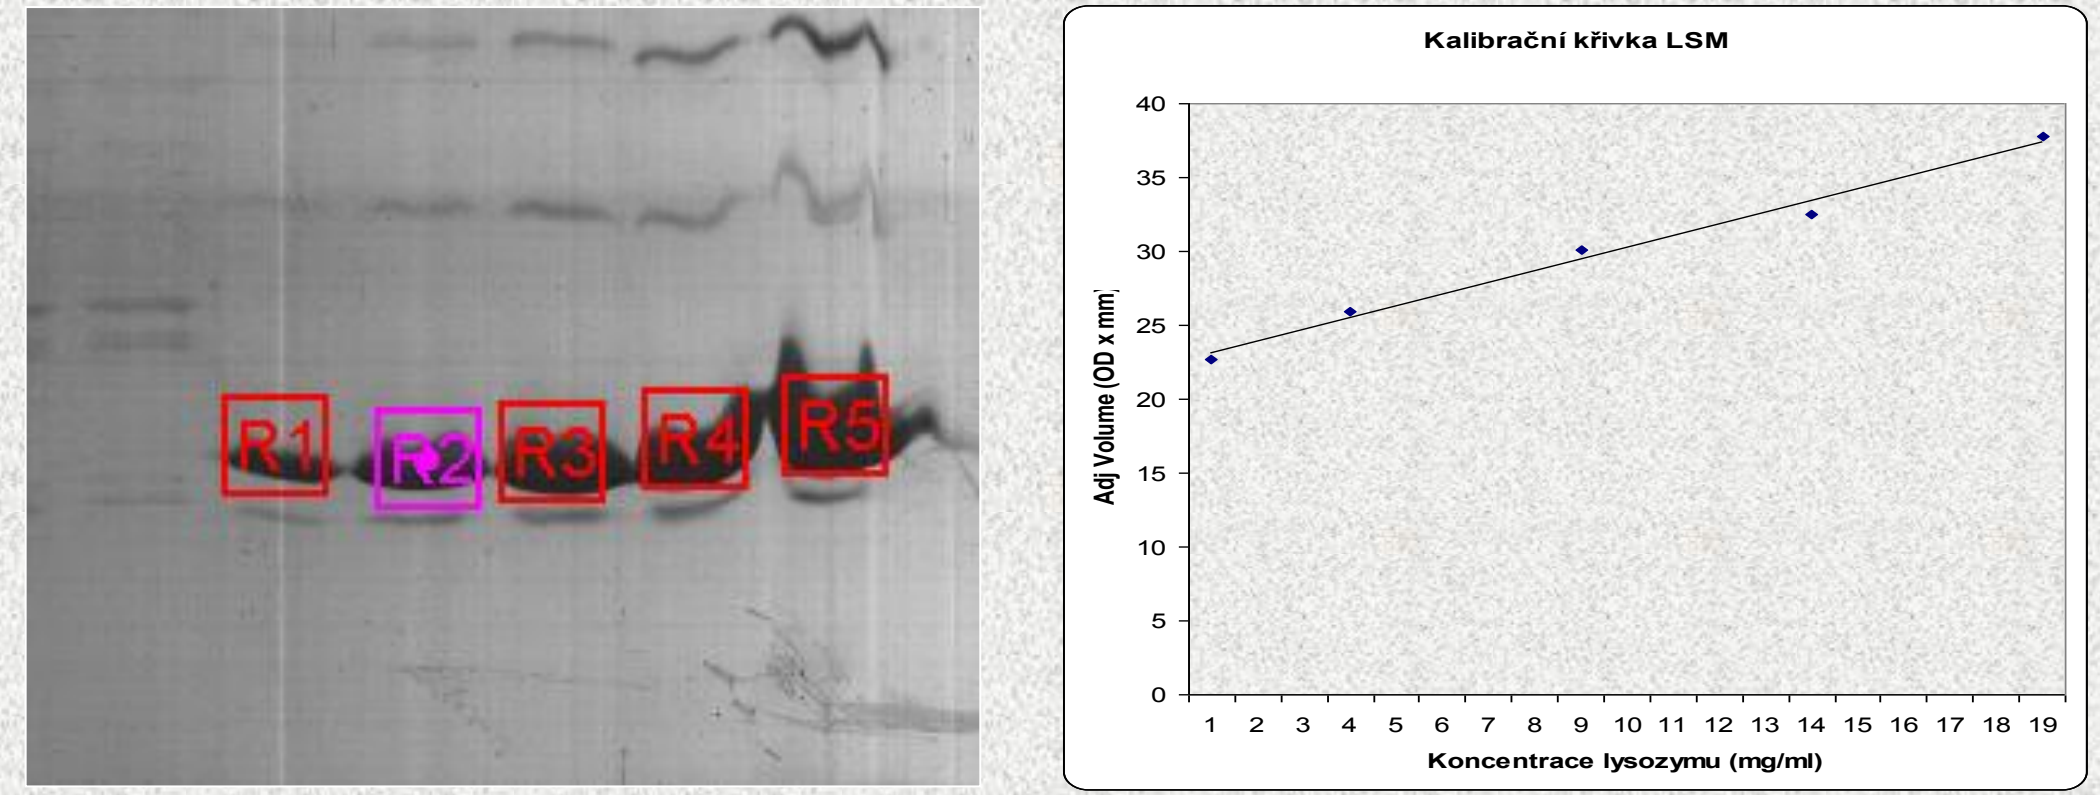 R1 R2 R3 R4 R5
Kalibrační křivka LSM
40
35
30
25
20
15
10
5
0
Adj Volume (OD x mm)
1 2 3 4 5 6 7 8 9 10 11 12 13 14 15 16 17 18 19
Koncentrace lysozymu (mg/ml)